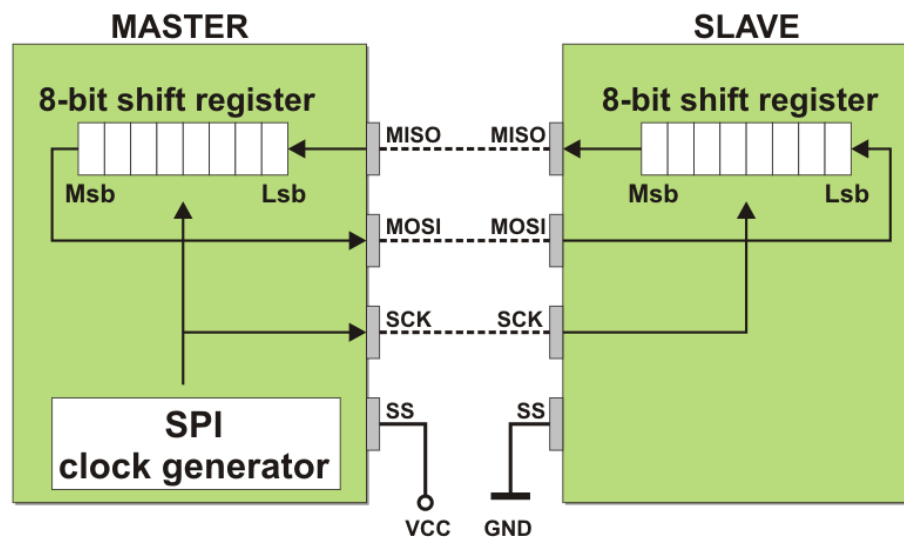 MASTER
SLAVE
8-bit shift register
8-bit shift register
MISO
MISO
Msb
Lsb
Msb
Lsb
MOSI
MOSI
SCK
SCK
SS
SS
SPI
clock generator
VCC
GND